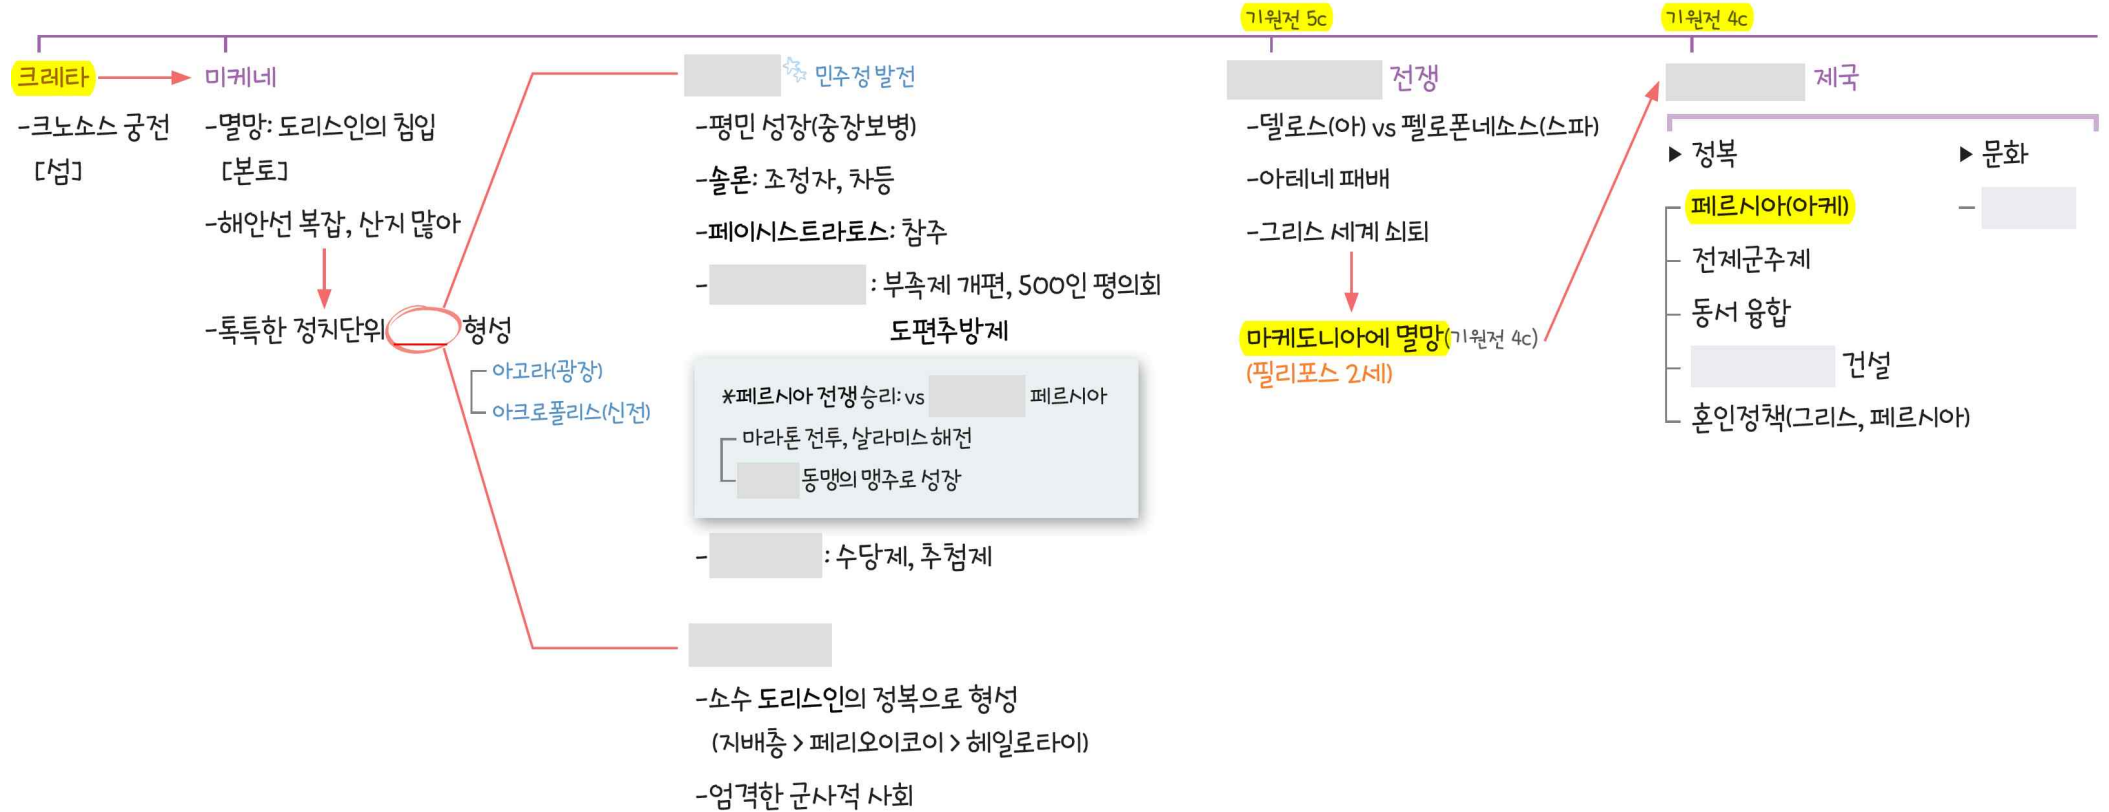 기원전 5c
기원전 4c
크레타
-크노소스 궁전
[섬]
미케네
-멸망: 도리스인의 침입
[본토]
-해안선 복잡, 산지 많아
-톡특한 정치단위 형성
아고라(광장)
아크로폴리스(신전)
민주정 발전
-평민 성장(중장보병)
-솔론: 조정자, 차등
-페이시스트라토스: 참주
- : 부족제 개편, 500인 평의회
도편추방제
*페르시아 전쟁 승리: vs 페르시아
마라톤 전투, 살라미스 해전
동맹의 맹주로 성장
- : 수당제, 추첨제
-소수 도리스인의 정복으로 형성
(지배층 > 페리오이코이 > 헤일로타이)
-엄격한 군사적 사회
전쟁
-델로스(아) vs 펠로폰네소스(스파)
-아테네 패배
-그리스 세계 쇠퇴
마케도니아에 멸망(기원전 4c)
(필리포스 2세)
제국
▶ 정복
페르시아(아케)
전제군주제
동서 융합
건설
혼인정책(그리스, 페르시아)
▶ 문화